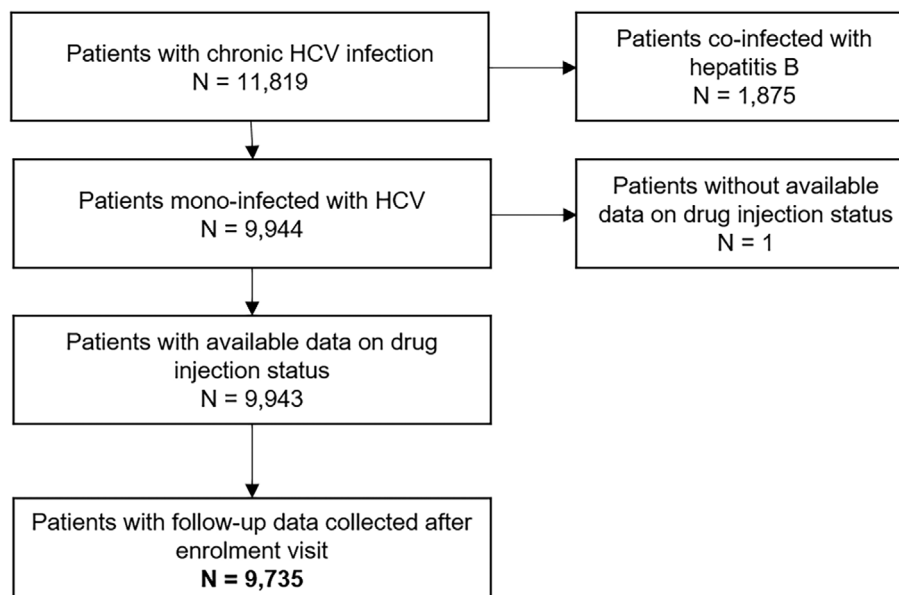 Patients with chronic HCV infection
N = 11,819
Patients co-infected with
hepatitis B
N = 1,875
Patients mono-infected with HCV
N = 9,944
Patients without available
data on drug injection status
N = 1
Patients with available data on drug
injection status
N = 9,943
Patients with follow-up data collected after
enrolment visit
N = 9,735